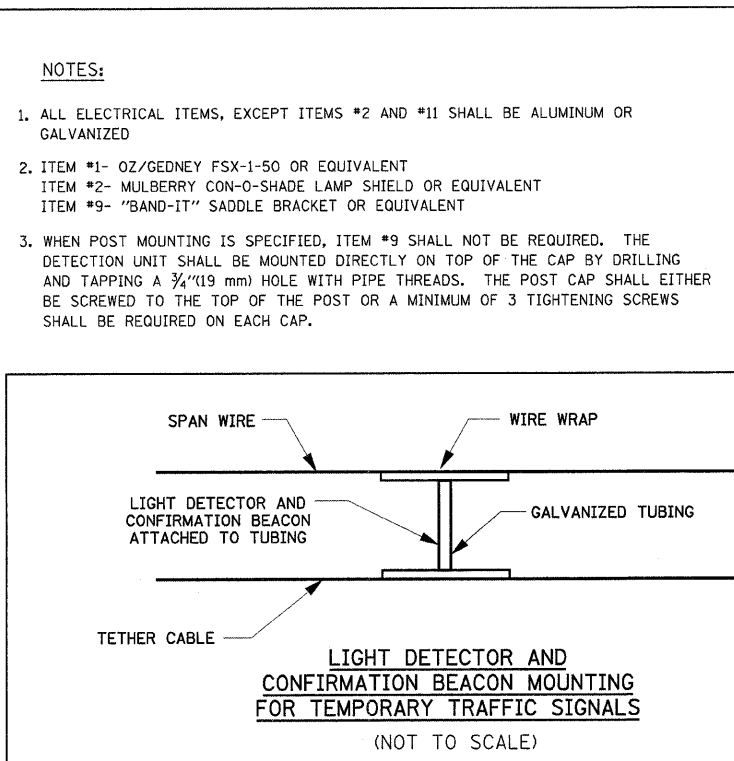 NOTES:
1. ALL ELECTRICAL ITEMS, EXCEPT ITEMS #2 AND #11 SHALL BE ALUMINUM OR
GALVANIZED
2. ITEM #1- OZ/GEDNEY FSX-1-50 OR EQUIVALENT
ITEM #2- MULBERRY CON-O-SHADE LAMP SHIELD OR EQUIVALENT
ITEM #9- "BAND-IT" SADDLE BRACKET OR EQUIVALENT
3. WHEN POST MOUNTING IS SPECIFIED, ITEM #9 SHALL NOT BE REQUIRED. THE
DETECTION UNIT SHALL BE MOUNTED DIRECTLY ON TOP OF THE CAP BY DRILLING
AND TAPPING A ¾"(19 mm) HOLE WITH PIPE THREADS. THE POST CAP SHALL EITHER
BE SCREWED TO THE TOP OF THE POST OR A MINIMUM OF 3 TIGHTENING SCREWS
SHALL BE REQUIRED ON EACH CAP.
SPAN WIRE
WIRE WRAP
LIGHT DETECTOR AND
CONFIRMATION BEACON
ATTACHED TO TUBING
GALVANIZED TUBING
TETHER CABLE
LIGHT DETECTOR AND
CONFIRMATION BEACON MOUNTING
FOR TEMPORARY TRAFFIC SIGNALS
(NOT TO SCALE)